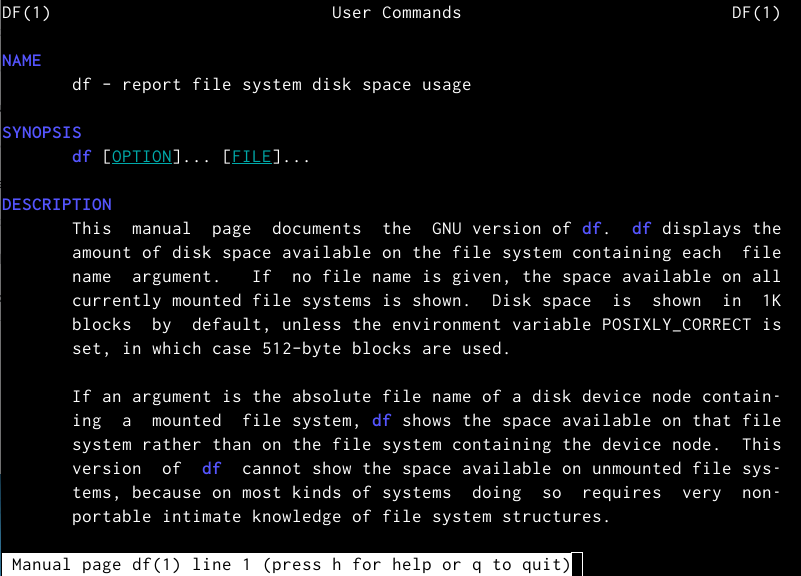 DF(1)                            User Commands                           DF(1)
NAME
       df - report file system disk space usage
SYNOPSIS
       df [OPTION]... [FILE]...
DESCRIPTION
       This  manual  page  documents  the  GNU version of df.  df displays the
       amount of disk space available on the file system containing each  file
       name  argument.   If  no file name is given, the space available on all
       currently mounted file systems is shown.  Disk space  is  shown  in  1K
       blocks  by  default, unless the environment variable POSIXLY_CORRECT is
       set, in which case 512-byte blocks are used.
       If an argument is the absolute file name of a disk device node contain-
       ing  a  mounted  file system, df shows the space available on that file
       system rather than on the file system containing the device node.  This
       version  of  df  cannot show the space available on unmounted file sys-
       tems, because on most kinds of systems  doing  so  requires  very  non-
       portable intimate knowledge of file system structures.
 Manual page df(1) line 1 (press h for help or q to quit)